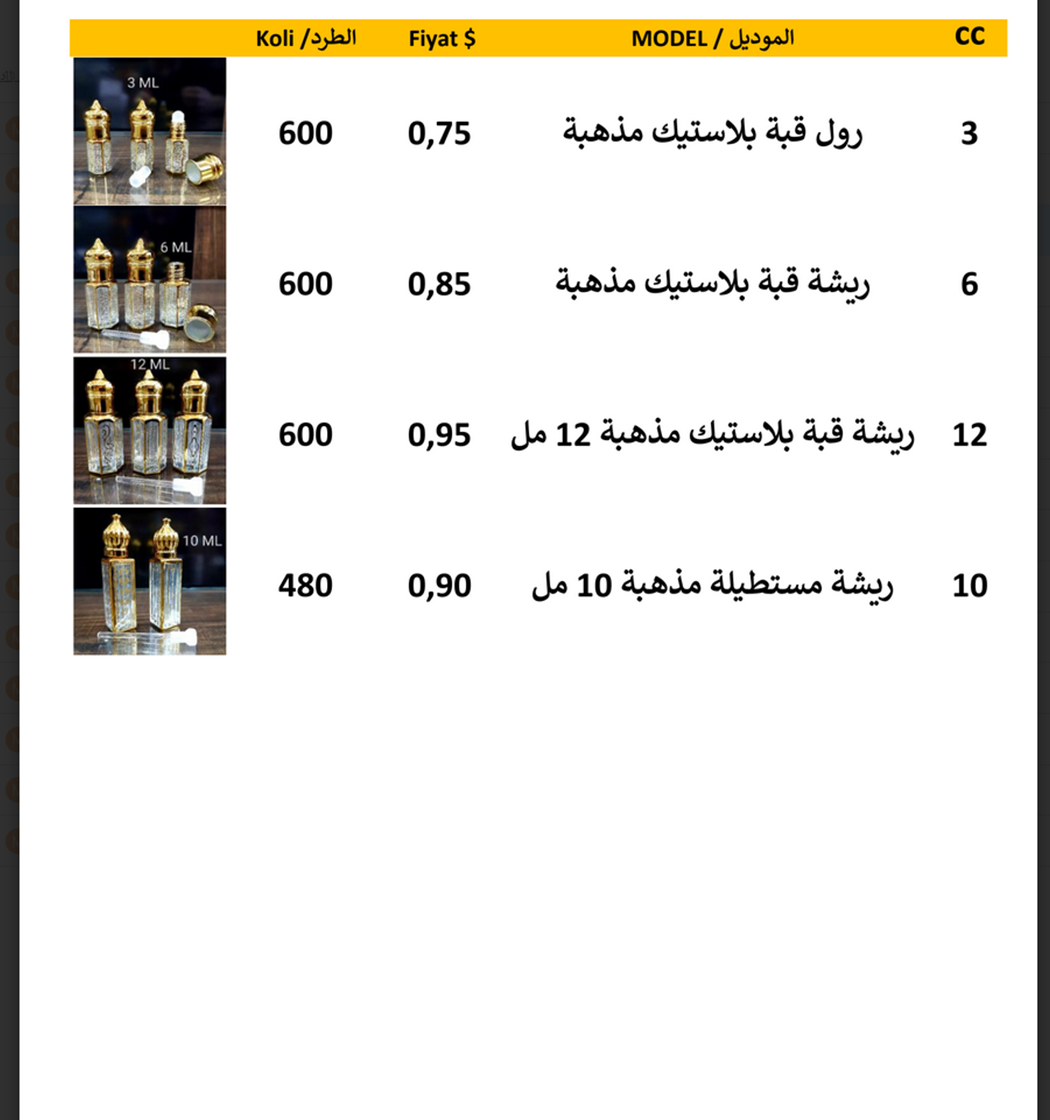 CC الموديل / MODEL Fiyat $ الطرد/ Koli
3 رول قبة بلاستيك مذهبة 0,75 600
3 ML
6 ريشة قبة بلاستيك مذهبة 0,85 600
6 ML
12 ريشة قبة بلاستيك مذهبة 12 مل 0,95 600
12 ML
10 ريشة مستطيلة مذهبة 10 مل 0,90 480
10 ML